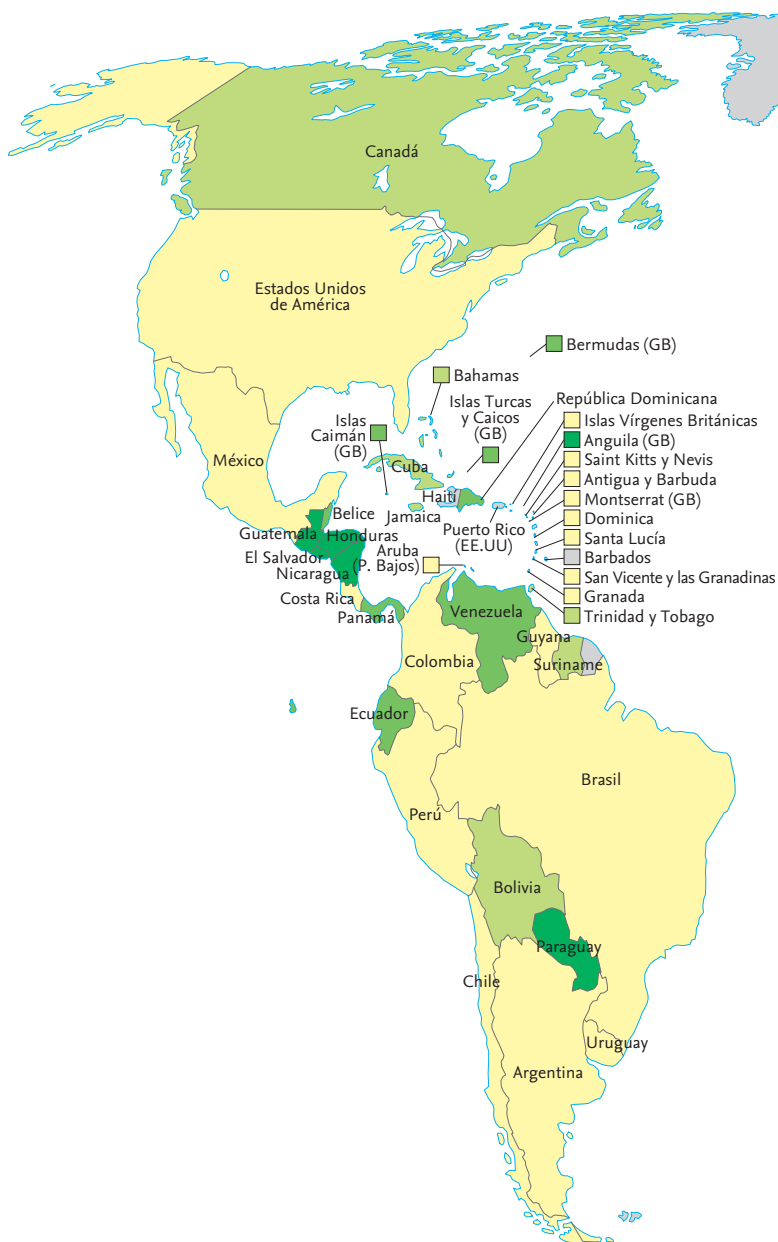 Canadá
Estados Unidos
de América
Bermudas (GB)
Bahamas
República Dominicana
Islas Turcas
y Caicos
(GB)
Islas
Caimán
(GB)
Islas Vírgenes Británicas
Anguila (GB)
México
Cuba
Saint Kitts y Nevis
Antigua y Barbuda
Haití
Montserrat (GB)
Belice
Jamaica
Puerto Rico
(EE.UU)
Dominica
Guatemala
Honduras
Santa Lucía
El Salvador
Aruba
(P. Bajos)
Barbados
Nicaragua
San Vicente y las Granadinas
Costa Rica
Granada
Panamá
Venezuela
Trinidad y Tobago
Guyana
Colombia
Suriname
Ecuador
Brasil
Perú
Bolivia
Paraguay
Chile
Uruguay
Argentina